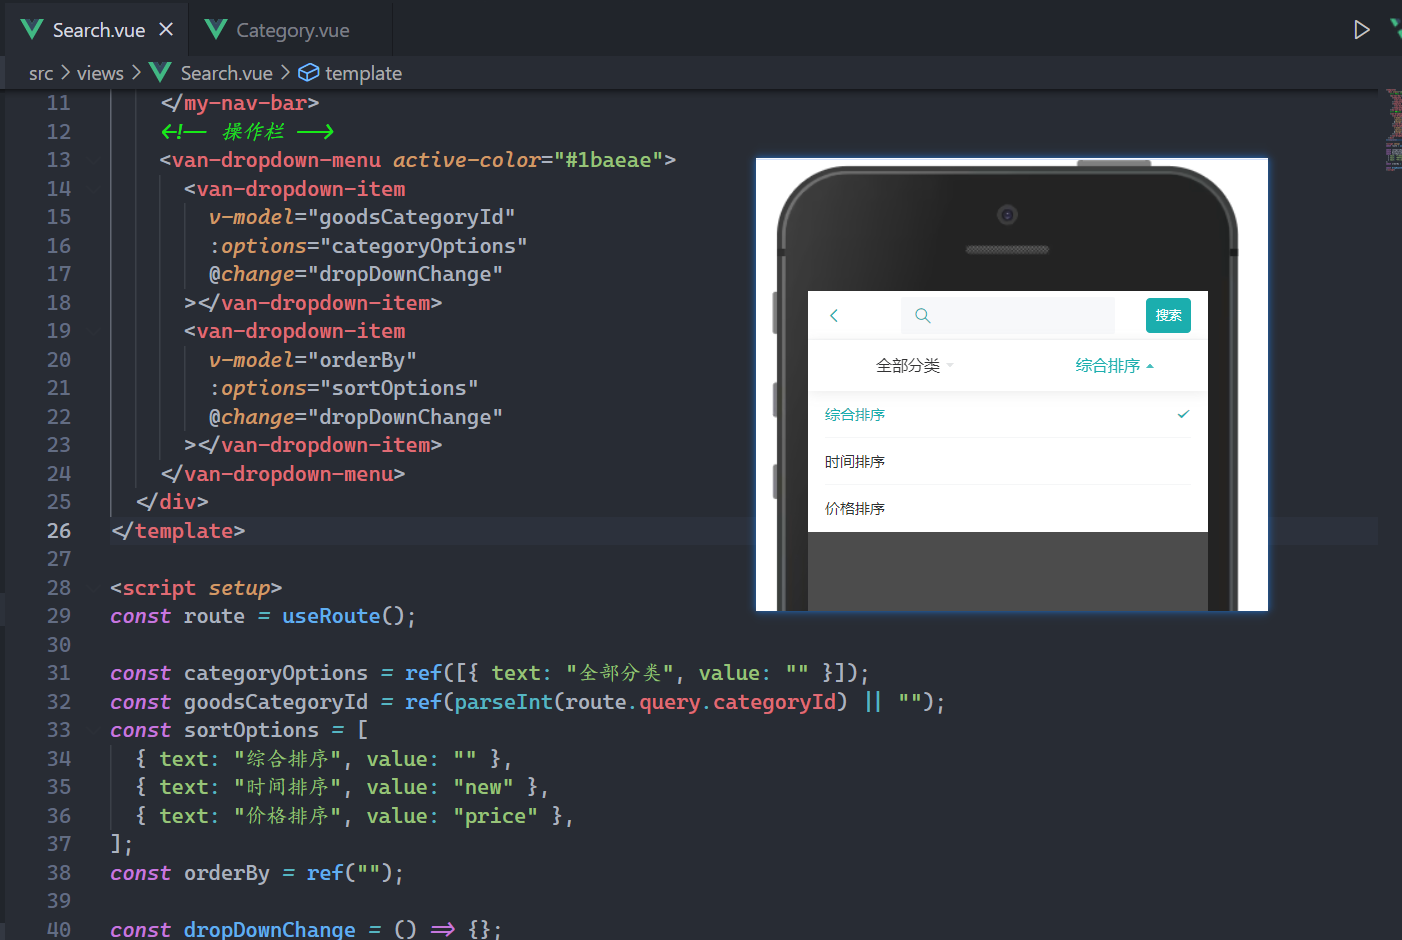 Search.vue
Category.vue
src > views > Search.vue > template
11 </my-nav-bar>
12 <!-- 操作栏 -->
13 <van-dropdown-menu active-color="#1baeae">
14 <van-dropdown-item
15 v-model="goodsCategoryId"
16 :options="categoryOptions"
17 @change="dropDownChange"
18 ></van-dropdown-item>
19 <van-dropdown-item
20 v-model="orderBy"
21 :options="sortOptions"
22 @change="dropDownChange"
23 ></van-dropdown-item>
24 </van-dropdown-menu>
25 </div>
26 </template>
27
28 <script setup>
29 const route = useRoute();
30
31 const categoryOptions = ref([{ text: "全部分类", value: "" }]);
32 const goodsCategoryId = ref(parseInt(route.query.categoryId) || "");
33 const sortOptions = [
34 { text: "综合排序", value: "" },
35 { text: "时间排序", value: "new" },
36 { text: "价格排序", value: "price" },
37 ];
38 const orderBy = ref("");
39
40 const dropDownChange = () => {};
搜索
全部分类
综合排序
综合排序
时间排序
价格排序